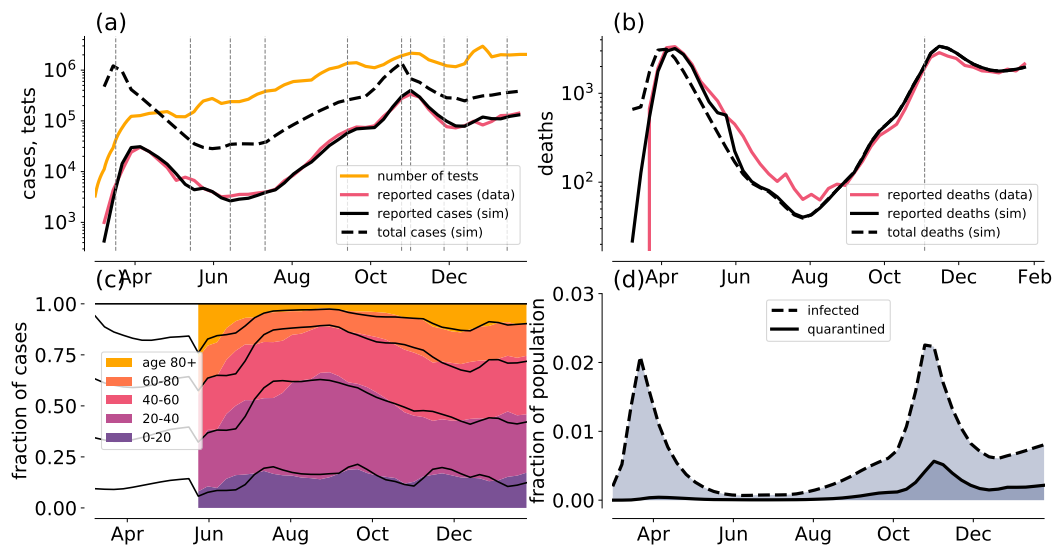 (a)
cases, tests
10^6
10^5
10^4
10^3
number of tests
reported cases (data)
reported cases (sim)
total cases (sim)
Apr Jun Aug Oct Dec
(b)
deaths
10^3
10^2
reported deaths (data)
reported deaths (sim)
total deaths (sim)
Apr Jun Aug Oct Dec Feb
(c)
fraction of cases
1.00
0.75
0.50
0.25
0.00
age 80+
60-80
40-60
20-40
0-20
Apr Jun Aug Oct Dec
(d)
fraction of population
0.03
0.02
0.01
0.00
infected
quarantined
Apr Jun Aug Oct Dec